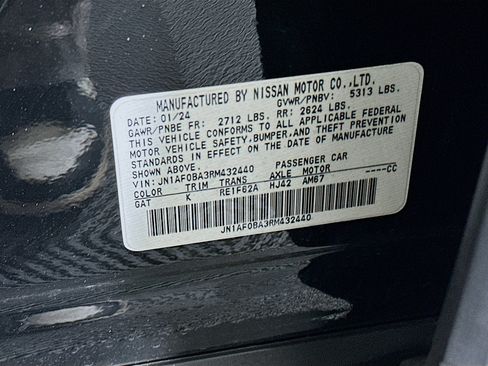 MANUFACTURED BY NISSAN MOTOR CO.,LTD.
DATE: 01/24 GVWR/PNBV: 5313 LBS.
GAWR/PNBE FR: 2712 LBS. RR: 2624 LBS.
THIS VEHICLE CONFORMS TO ALL APPLICABLE FEDERAL
MOTOR VEHICLE SAFETY,BUMPER,AND THEFT PREVENTION
STANDARDS IN EFFECT ON THE DATE OF MANUFACTURE
SHOWN ABOVE.
VIN: JN1AF0BA3RM432440 PASSENGER CAR
COLOR TRIM TRANS AXLE MOTOR
GAT K RE1F62A HJ42 AM67 ----CC
JN1AF0BA3RM432440